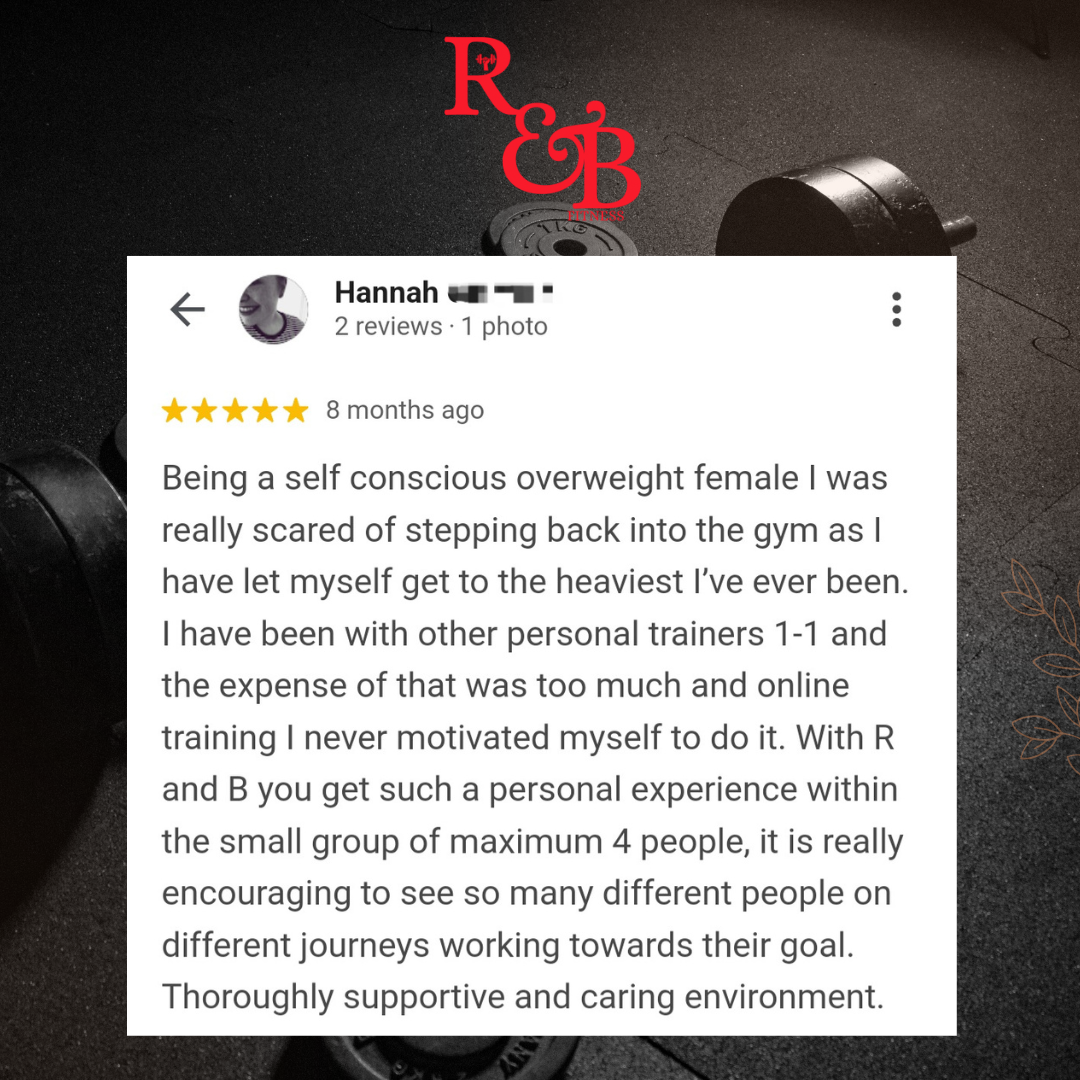 R
&B
FITNESS
1KG
Hannah
2 reviews · 1 photo
8 months ago
Being a self conscious overweight female I was
really scared of stepping back into the gym as I
have let myself get to the heaviest I've ever been.
I have been with other personal trainers 1-1 and
the expense of that was too much and online
training I never motivated myself to do it. With R
and B you get such a personal experience within
the small group of maximum 4 people, it is really
encouraging to see so many different people on
different journeys working towards their goal.
Thoroughly supportive and caring environment.